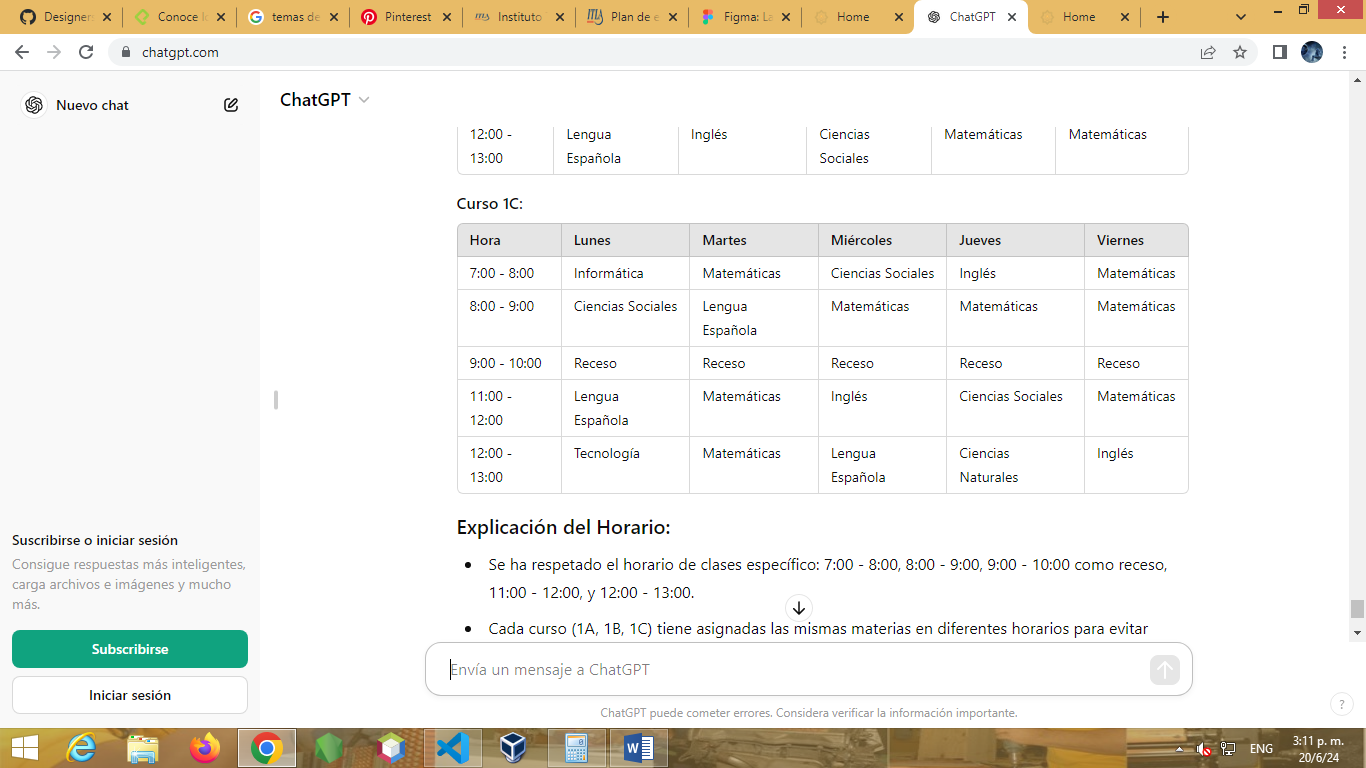 Designers
Conoce l
temas de
Pinterest
Instituto
Plan de e
Figma: La
Home
ChatGPT
Home
chatgpt.com
Nuevo chat
ChatGPT
12:00 - 13:00 Lengua Española Inglés Ciencias Sociales Matemáticas Matemáticas
Curso 1C:
Hora Lunes Martes Miércoles Jueves Viernes
7:00 - 8:00 Informática Matemáticas Ciencias Sociales Inglés Matemáticas
8:00 - 9:00 Ciencias Sociales Lengua Española Matemáticas Matemáticas Matemáticas
9:00 - 10:00 Receso Receso Receso Receso Receso
11:00 - 12:00 Lengua Española Matemáticas Inglés Ciencias Sociales Matemáticas
12:00 - 13:00 Tecnología Matemáticas Lengua Española Ciencias Naturales Inglés
Explicación del Horario:
Se ha respetado el horario de clases específico: 7:00 - 8:00, 8:00 - 9:00, 9:00 - 10:00 como receso,
11:00 - 12:00, y 12:00 - 13:00.
Cada curso (1A, 1B, 1C) tiene asignadas las mismas materias en diferentes horarios para evitar
Suscribirse o iniciar sesión
Consigue respuestas más inteligentes,
carga archivos e imágenes y mucho
más.
Subscribirse
Iniciar sesión
Envía un mensaje a ChatGPT
ChatGPT puede cometer errores. Considera verificar la información importante.
?
ENG
3:11 p. m.
20/6/24